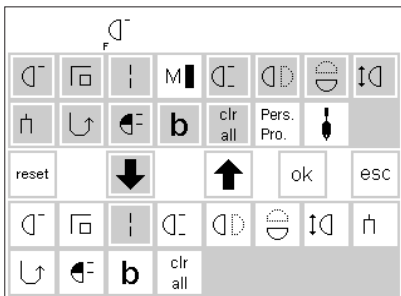 F
M
b clr all Pers. Pro.
reset ok esc
b clr all